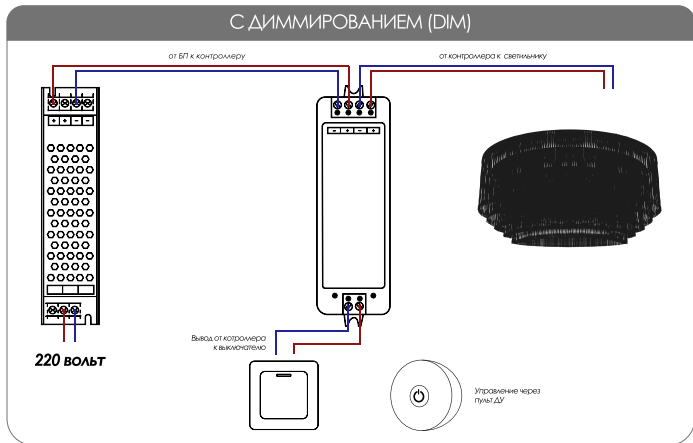 С ДИММИРОВАНИЕМ (DIM)
от БП к контроллеру
от контроллера к светильнику
+ + - -
- + - +
Вывод от котроллера
к выключателю
220 вольт
Управление через
пульт ДУ